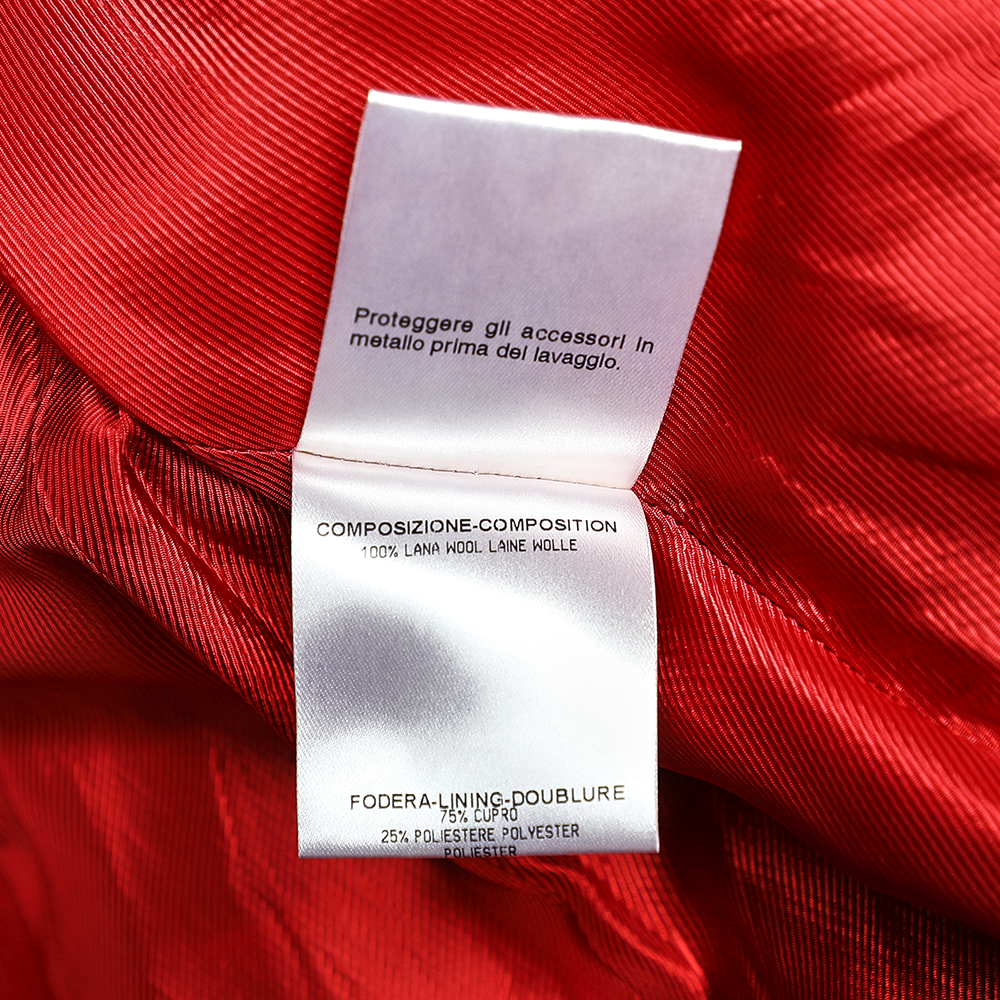 Proteggere gli accessori in
metallo prima del lavaggio.
COMPOSIZIONE-COMPOSITION
100% LANA WOOL LAINE WOLLE
FODERA-LINING-DOUBLURE
75% CUPRO
25% POLIESTERE POLYESTER
POLIESTER